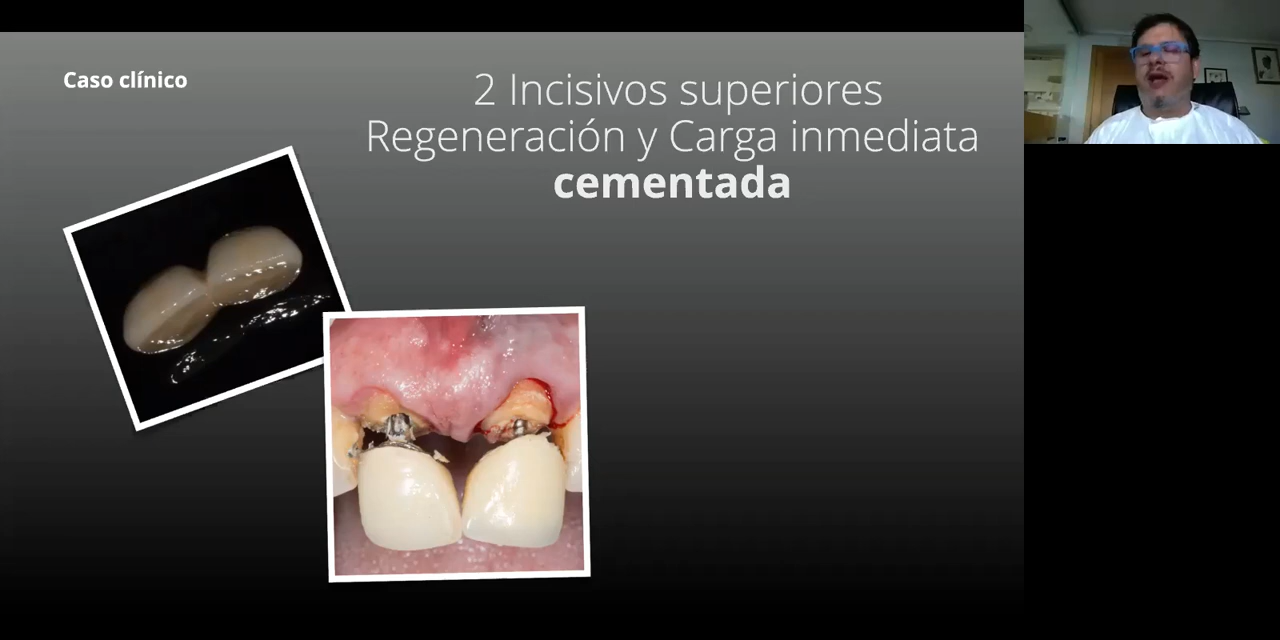 Caso clínico
2 Incisivos superiores
Regeneración y Carga inmediata
cementada